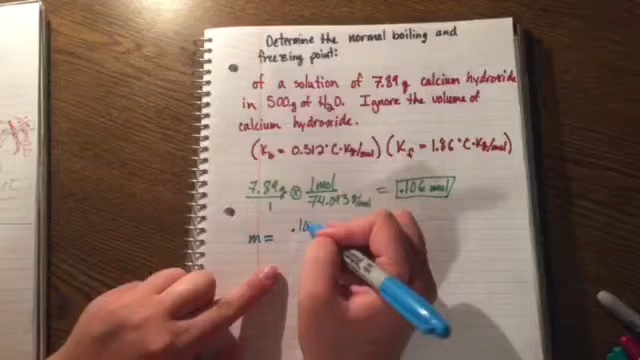 Determine the normal boiling and
freezing point:
of a solution of 7.89g calcium hydroxide
in 500g of H₂O. Ignore the volume of
calcium hydroxide.
(Kb = 0.512°C·Kg/mol) (Kf = 1.86°C·Kg/mol)
7.89g/1 ⊗ 1mol/74.093g/mol = .106 mol
m = .10